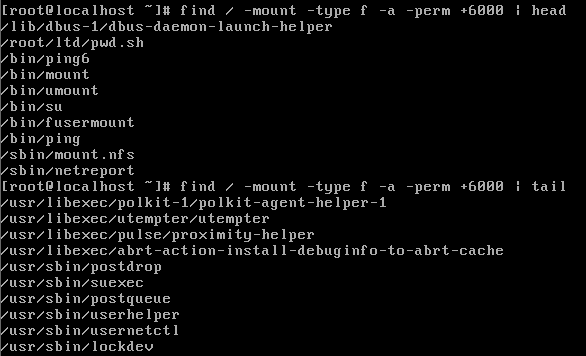 [root@localhost ~]# find / -mount -type f -a -perm +6000 | head
/lib/dbus-1/dbus-daemon-launch-helper
/root/ltd/pwd.sh
/bin/ping6
/bin/mount
/bin/umount
/bin/su
/bin/fusermount
/bin/ping
/sbin/mount.nfs
/sbin/netreport
[root@localhost ~]# find / -mount -type f -a -perm +6000 | tail
/usr/libexec/polkit-1/polkit-agent-helper-1
/usr/libexec/utempter/utempter
/usr/libexec/pulse/proximity-helper
/usr/libexec/abrt-action-install-debuginfo-to-abrt-cache
/usr/sbin/postdrop
/usr/sbin/suexec
/usr/sbin/postqueue
/usr/sbin/userhelper
/usr/sbin/usernetctl
/usr/sbin/lockdev